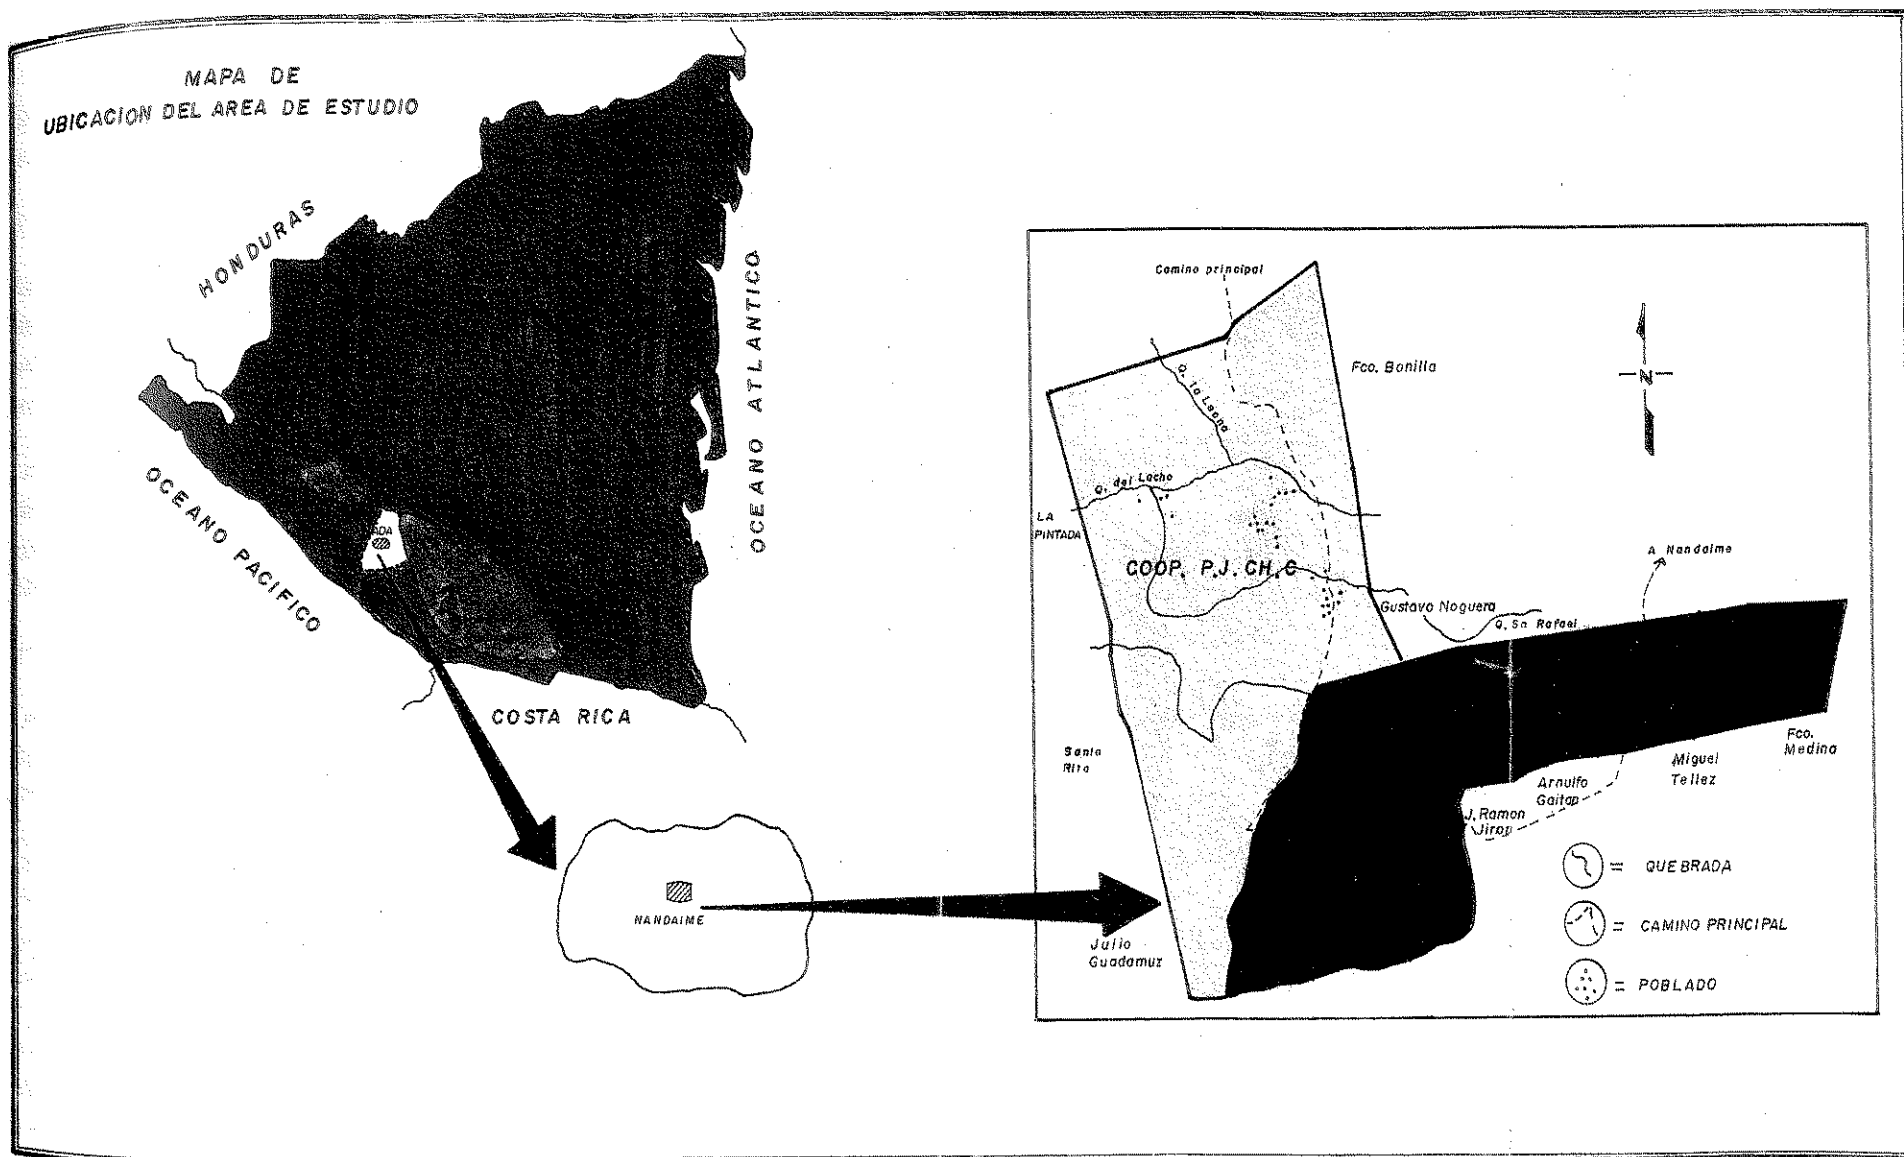 MAPA DE
UBICACION DEL AREA DE ESTUDIO
HONDURAS
OCEANO ATLANTICO
OCEANO PACIFICO
ADA
COSTA RICA
NANDAIME
Camino principal
Fco. Bonilla
N
Q. la Leona
Q. del Lacho
LA
PINTADA
COOP. P.J.CH.C
A Nandaime
Gustavo Noguera
Q. Sn Rafael
Santa
Rita
Fco.
Medina
Miguel
Tellez
Arnulfo
Gaitan
J. Ramon
Jiron
Julio
Guadamuz
= QUEBRADA
= CAMINO PRINCIPAL
= POBLADO